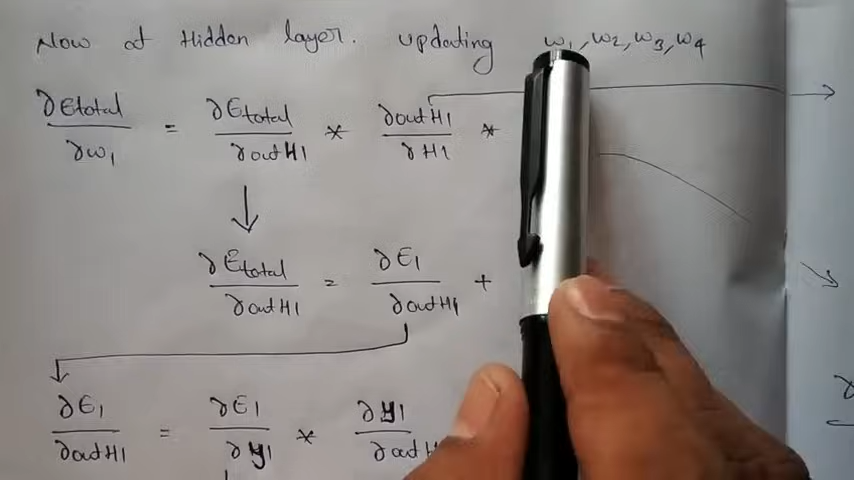 Now at Hidden layer. updating w1, w2, w3, w4
∂Etotal / ∂w1 = ∂Etotal / ∂outH1 * ∂outH1 / ∂H1 *
∂Etotal / ∂outH1 = ∂E1 / ∂outH1 +
∂E1 / ∂outH1 = ∂E1 / ∂y1 * ∂y1 / ∂outH